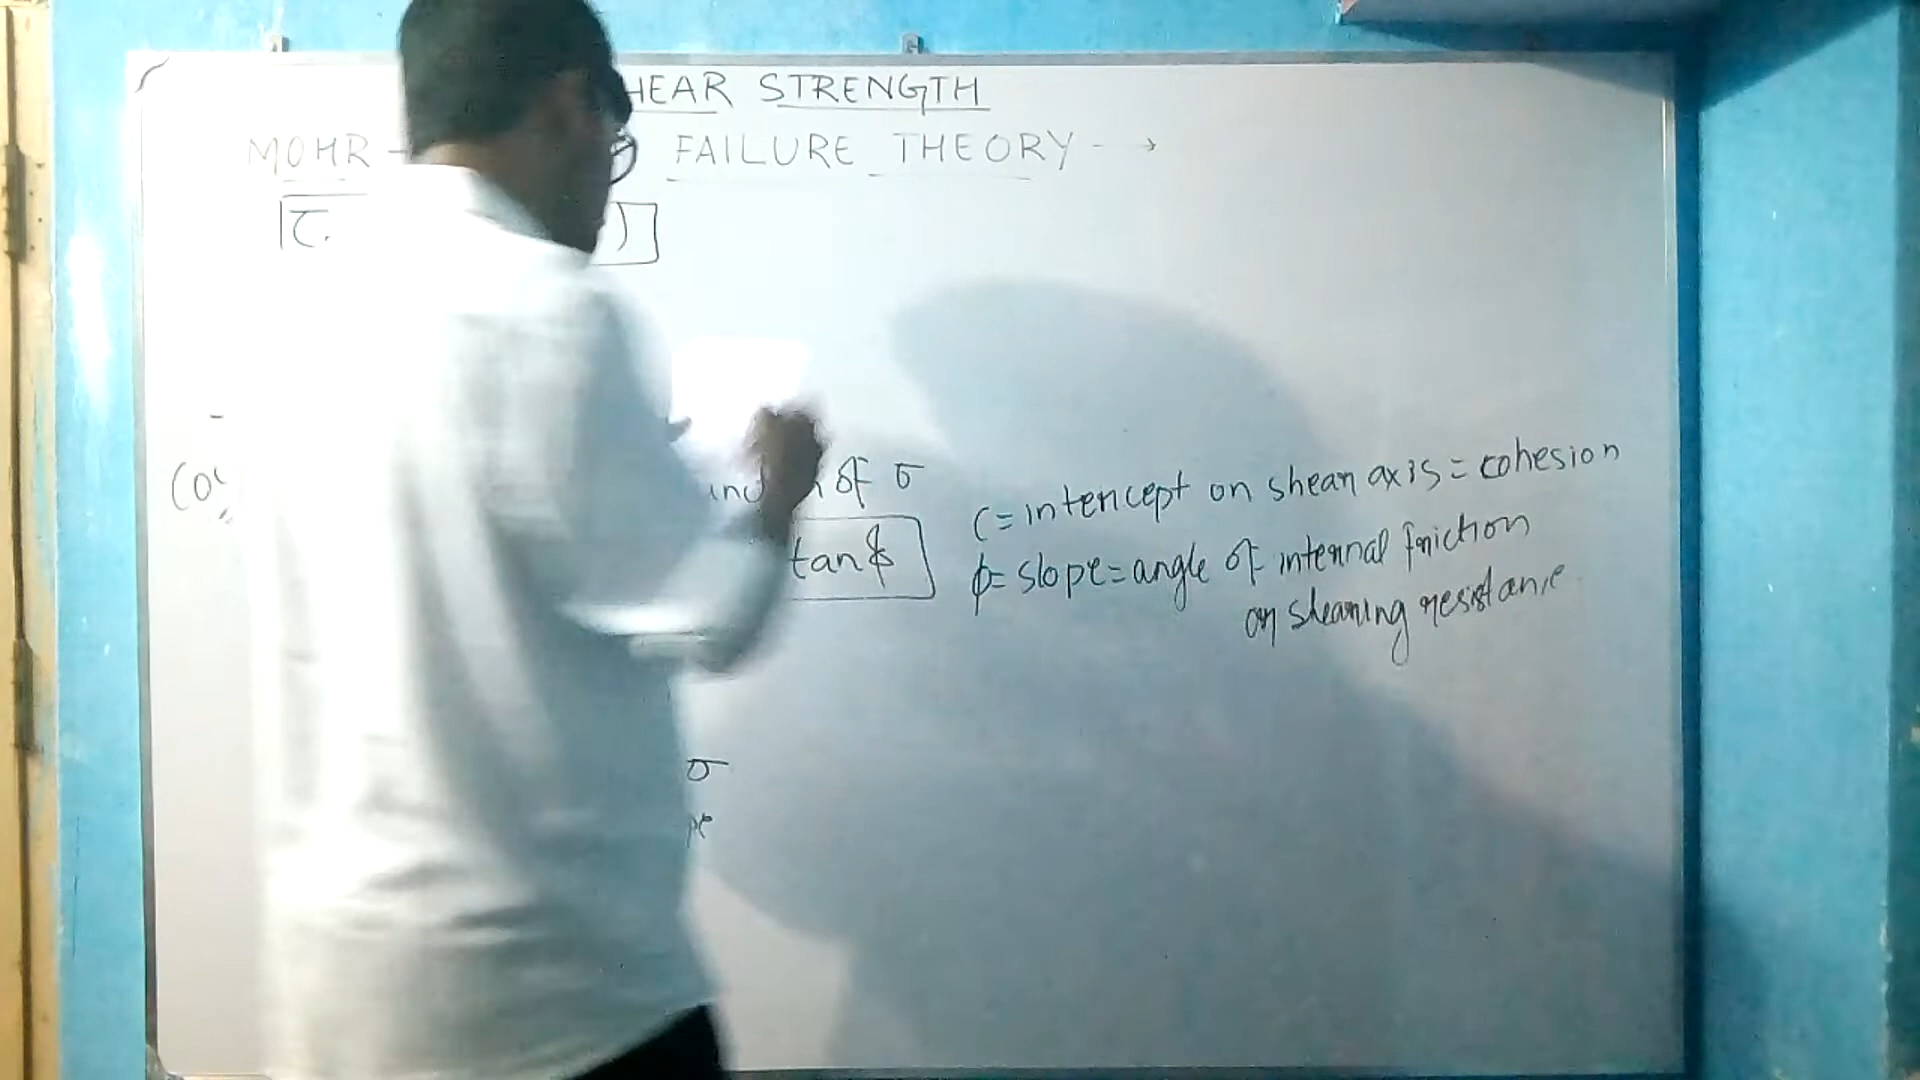 HEAR STRENGTH
MOHR - FAILURE THEORY - →
τ )
of σ
tanϕ
C = intercept on shear axis = cohesion
ϕ = slope = angle of internal friction
or shearing resistance
σ